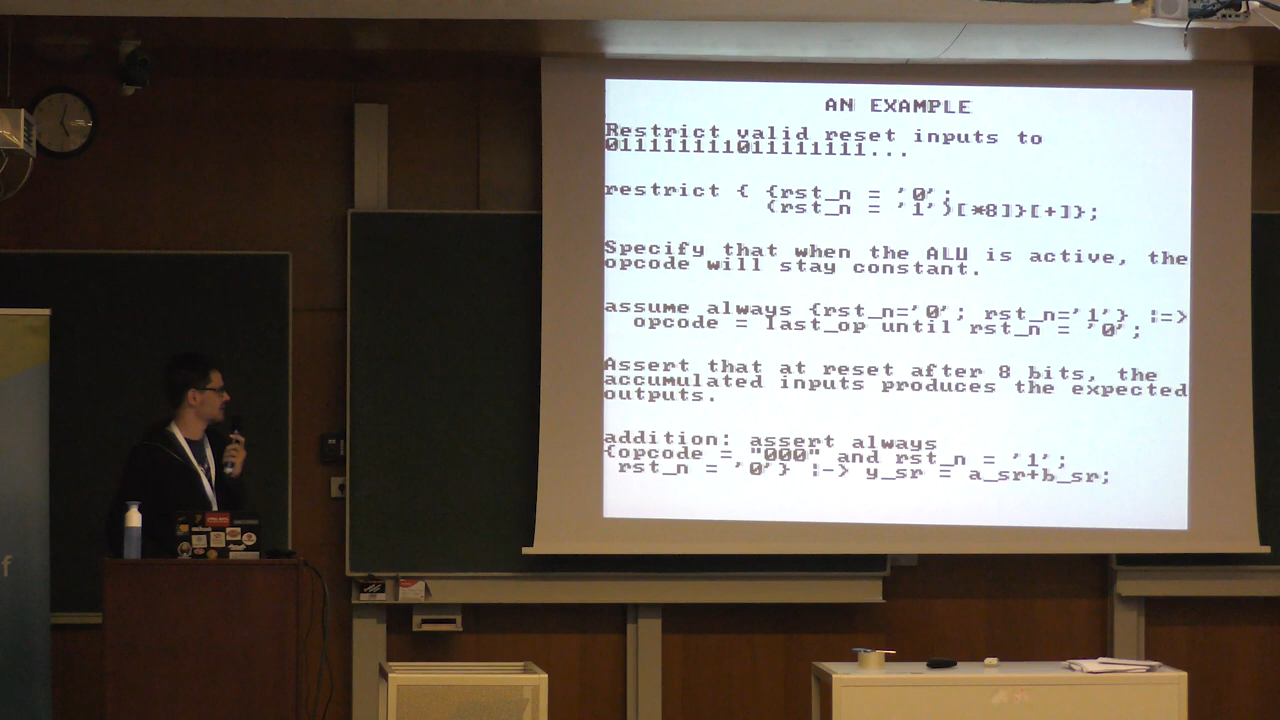 AN EXAMPLE
Restrict valid reset inputs to
011111111011111111...
restrict { {rst_n = '0';
{rst_n = '1'}[*8]}[+]};
Specify that when the ALU is active, the
opcode will stay constant.
assume always {rst_n='0'; rst_n='1'} |=>
opcode = last_op until rst_n = '0';
Assert that at reset after 8 bits, the
accumulated inputs produces the expected
outputs.
addition: assert always
{opcode = "000" and rst_n = '1';
rst_n = '0'} |-> y_sr = a_sr+b_sr;
f